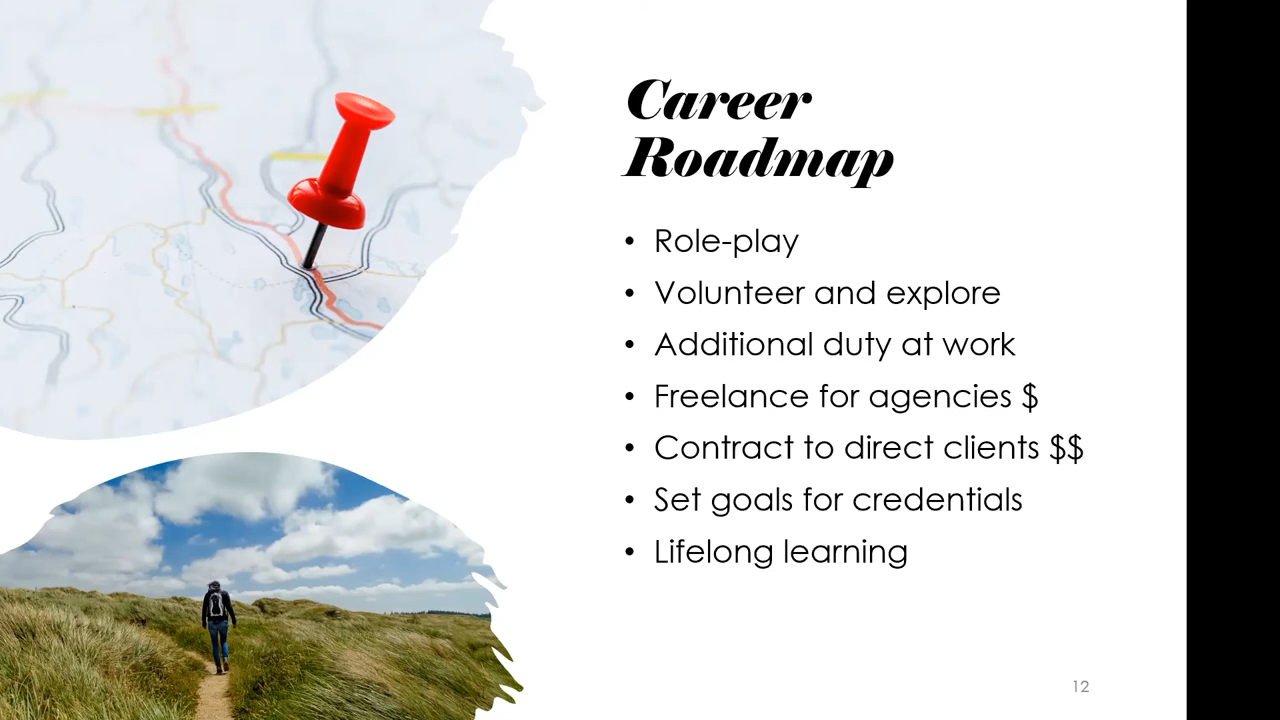 Career
Roadmap
• Role-play
• Volunteer and explore
• Additional duty at work
• Freelance for agencies $
• Contract to direct clients $$
• Set goals for credentials
• Lifelong learning
12